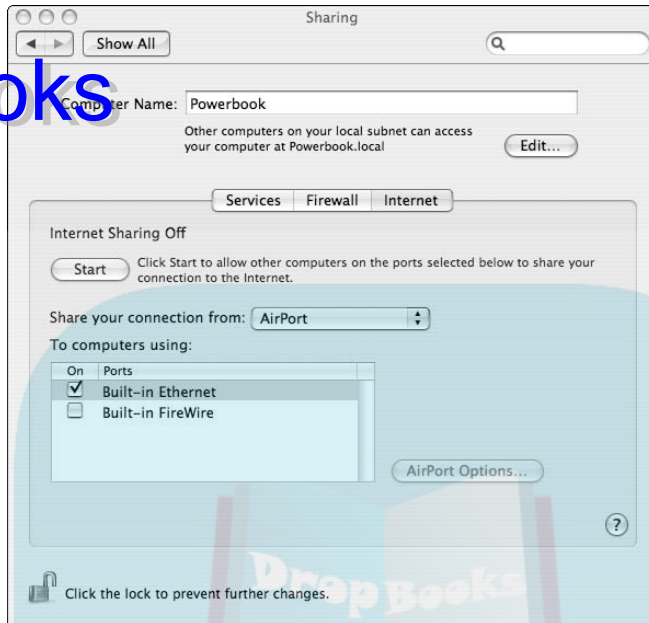 Sharing
Show All
oks
Computer Name: Powerbook
Other computers on your local subnet can access
your computer at Powerbook.local
Edit...
Services Firewall Internet
Internet Sharing Off
Start
Click Start to allow other computers on the ports selected below to share your
connection to the Internet.
Share your connection from: AirPort
To computers using:
On Ports
Built-in Ethernet
Built-in FireWire
AirPort Options...
?
DropBooks
Click the lock to prevent further changes.